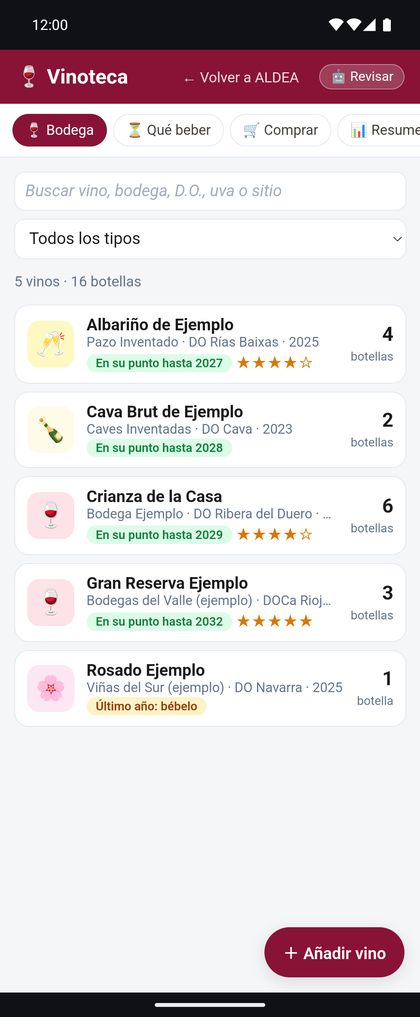 12:00
🍷 Vinoteca
← Volver a ALDEA
🤖 Revisar
🍷 Bodega
⏳ Qué beber
🛒 Comprar
📊 Resume
Buscar vino, bodega, D.O., uva o sitio
Todos los tipos
5 vinos · 16 botellas
Albariño de Ejemplo
Pazo Inventado · DO Rías Baixas · 2025
En su punto hasta 2027 ★★★★☆
4
botellas
Cava Brut de Ejemplo
Caves Inventadas · DO Cava · 2023
En su punto hasta 2028
2
botellas
Crianza de la Casa
Bodega Ejemplo · DO Ribera del Duero · …
En su punto hasta 2029 ★★★★☆
6
botellas
Gran Reserva Ejemplo
Bodegas del Valle (ejemplo) · DOCa Rioj…
En su punto hasta 2032 ★★★★★
3
botellas
Rosado Ejemplo
Viñas del Sur (ejemplo) · DO Navarra · 2025
Último año: bébelo
1
botella
+ Añadir vino